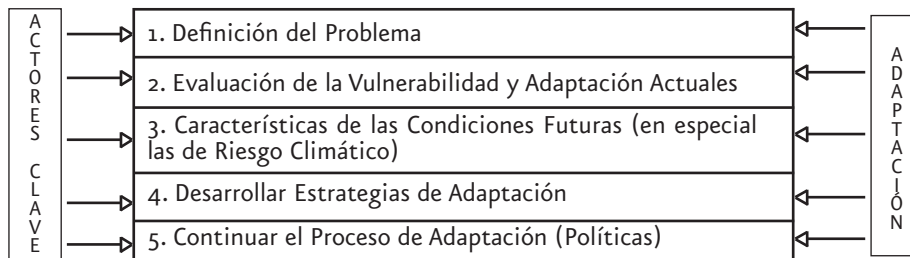 ACTORES CLAVE
1. Definición del Problema
2. Evaluación de la Vulnerabilidad y Adaptación Actuales
3. Características de las Condiciones Futuras (en especial
las de Riesgo Climático)
4. Desarrollar Estrategias de Adaptación
5. Continuar el Proceso de Adaptación (Políticas)
ADAPTACIÓN